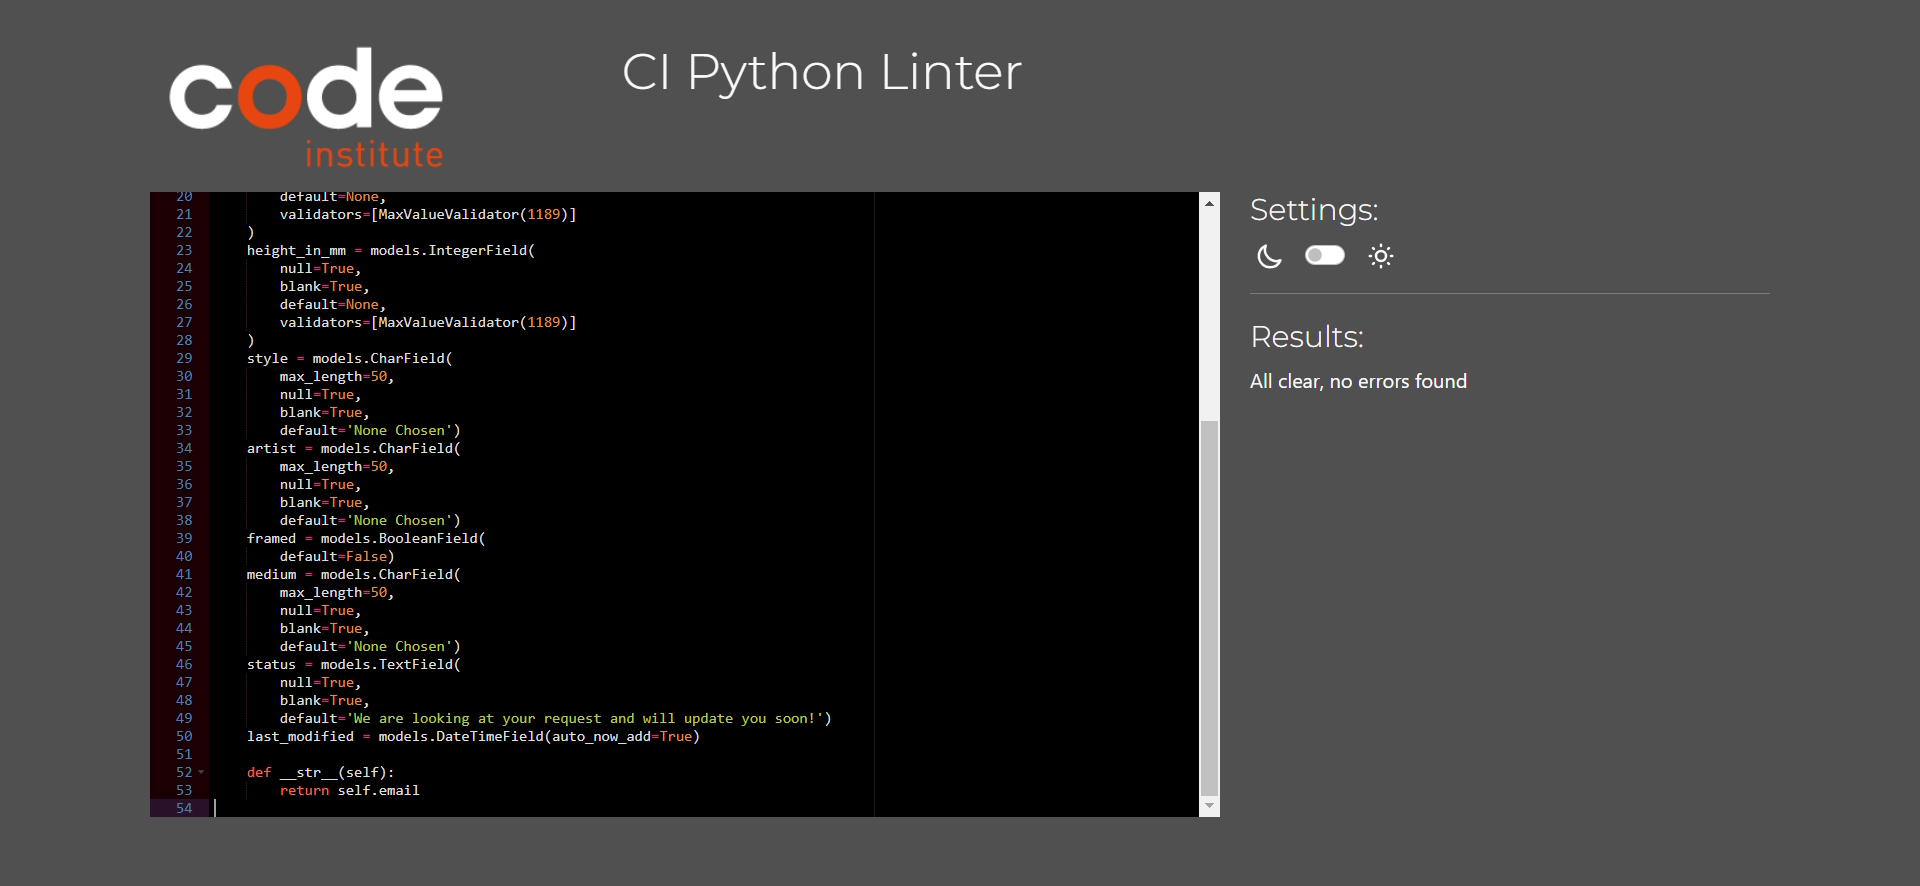 code
institute
CI Python Linter
20 default=None,
21 validators=[MaxValueValidator(1189)]
22 )
23 height_in_mm = models.IntegerField(
24 null=True,
25 blank=True,
26 default=None,
27 validators=[MaxValueValidator(1189)]
28 )
29 style = models.CharField(
30 max_length=50,
31 null=True,
32 blank=True,
33 default='None Chosen')
34 artist = models.CharField(
35 max_length=50,
36 null=True,
37 blank=True,
38 default='None Chosen')
39 framed = models.BooleanField(
40 default=False)
41 medium = models.CharField(
42 max_length=50,
43 null=True,
44 blank=True,
45 default='None Chosen')
46 status = models.TextField(
47 null=True,
48 blank=True,
49 default='We are looking at your request and will update you soon!')
50 last_modified = models.DateTimeField(auto_now_add=True)
51
52 def __str__(self):
53 return self.email
54
Settings:
Results:
All clear, no errors found